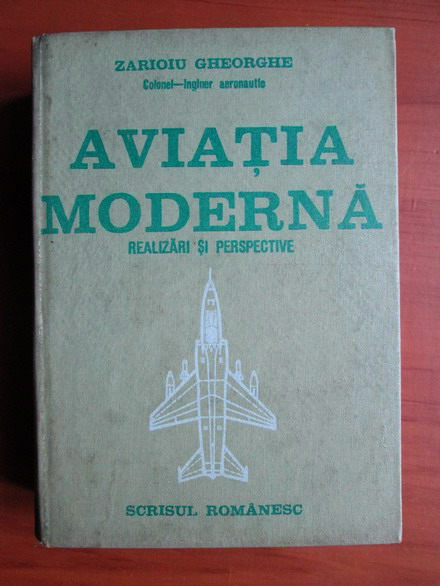 ZARIOIU GHEORGHE
Colonel—inginer aeronautic
AVIAȚIA
MODERNĂ
REALIZĂRI ȘI PERSPECTIVE
SCRISUL ROMÂNESC